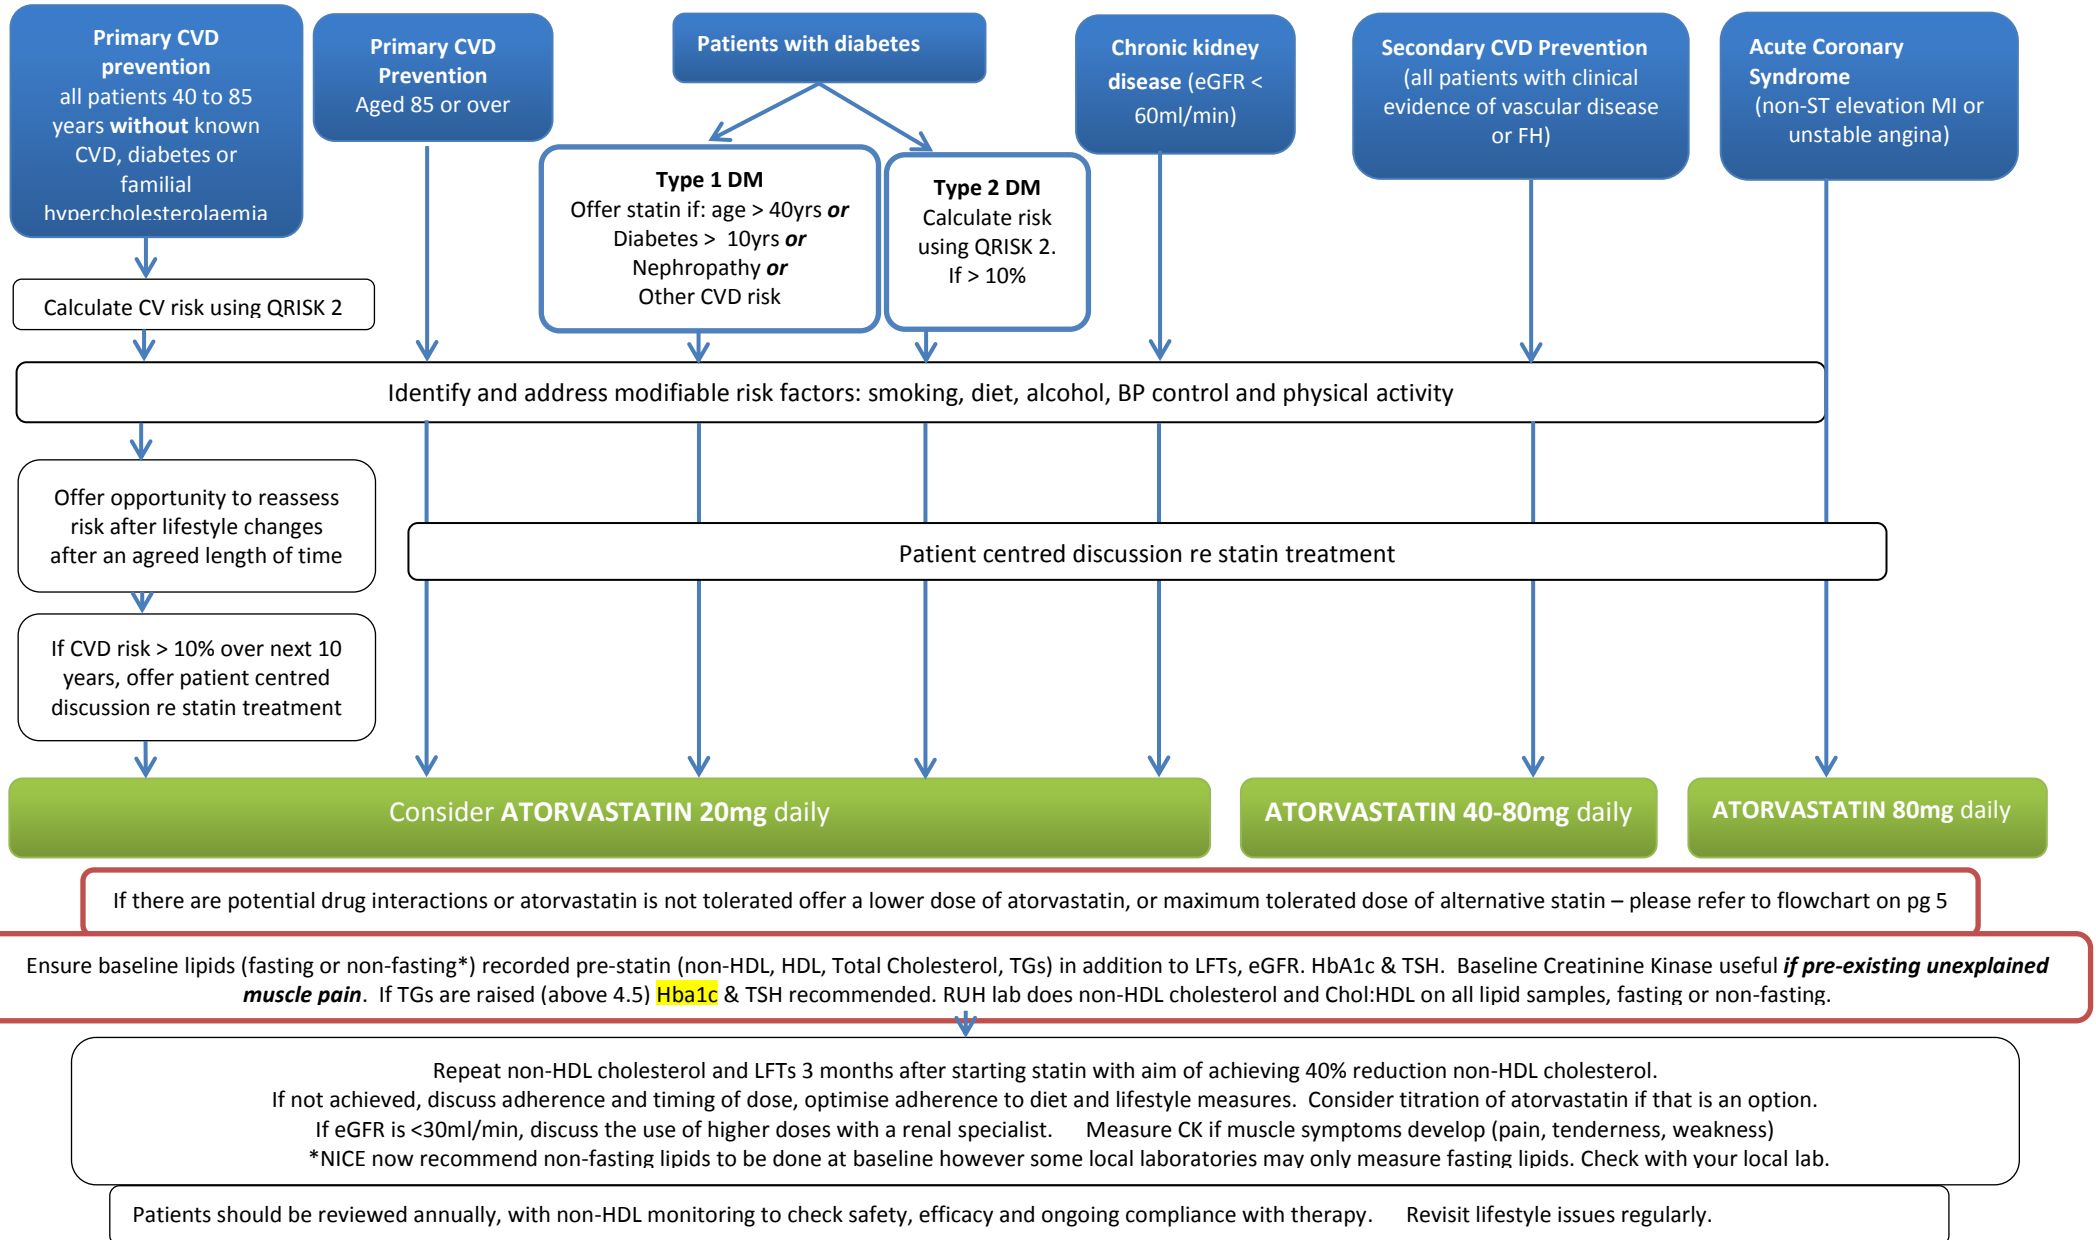 Primary CVD
prevention
all patients 40 to 85
years without known
CVD, diabetes or
familial
hypercholesterolaemia
Primary CVD
Prevention
Aged 85 or over
Patients with diabetes
Chronic kidney
disease (eGFR <
60ml/min)
Secondary CVD Prevention
(all patients with clinical
evidence of vascular disease
or FH)
Acute Coronary
Syndrome
(non-ST elevation MI or
unstable angina)
Type 1 DM
Offer statin if: age > 40yrs or
Diabetes > 10yrs or
Nephropathy or
Other CVD risk
Type 2 DM
Calculate risk
using QRISK 2.
If > 10%
Calculate CV risk using QRISK 2
Identify and address modifiable risk factors: smoking, diet, alcohol, BP control and physical activity
Offer opportunity to reassess
risk after lifestyle changes
after an agreed length of time
Patient centred discussion re statin treatment
If CVD risk > 10% over next 10
years, offer patient centred
discussion re statin treatment
Consider ATORVASTATIN 20mg daily
ATORVASTATIN 40-80mg daily
ATORVASTATIN 80mg daily
If there are potential drug interactions or atorvastatin is not tolerated offer a lower dose of atorvastatin, or maximum tolerated dose of alternative statin – please refer to flowchart on pg 5
Ensure baseline lipids (fasting or non-fasting*) recorded pre-statin (non-HDL, HDL, Total Cholesterol, TGs) in addition to LFTs, eGFR. HbA1c & TSH. Baseline Creatinine Kinase useful if pre-existing unexplained
muscle pain. If TGs are raised (above 4.5) Hba1c & TSH recommended. RUH lab does non-HDL cholesterol and Chol:HDL on all lipid samples, fasting or non-fasting.
Repeat non-HDL cholesterol and LFTs 3 months after starting statin with aim of achieving 40% reduction non-HDL cholesterol.
If not achieved, discuss adherence and timing of dose, optimise adherence to diet and lifestyle measures. Consider titration of atorvastatin if that is an option.
If eGFR is <30ml/min, discuss the use of higher doses with a renal specialist. Measure CK if muscle symptoms develop (pain, tenderness, weakness)
*NICE now recommend non-fasting lipids to be done at baseline however some local laboratories may only measure fasting lipids. Check with your local lab.
Patients should be reviewed annually, with non-HDL monitoring to check safety, efficacy and ongoing compliance with therapy. Revisit lifestyle issues regularly.